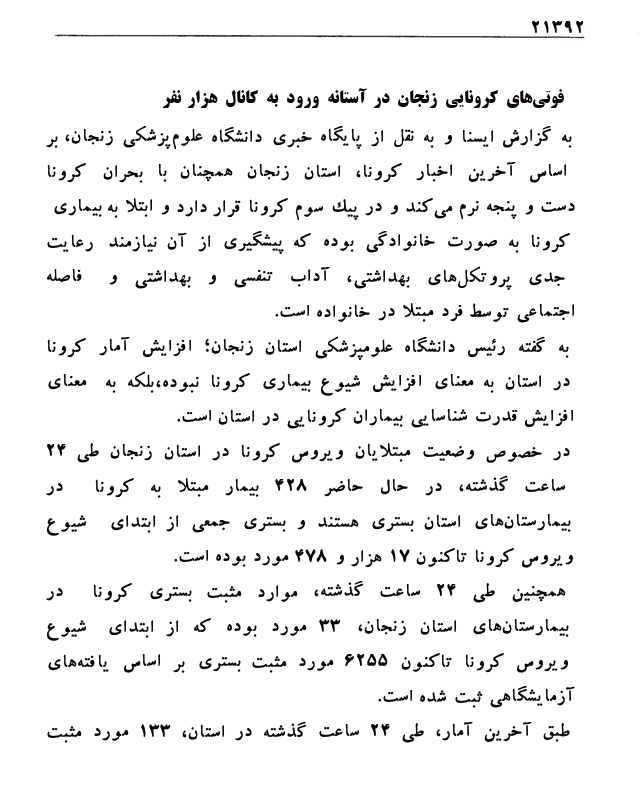 ۲۱۳۹۲
فوتی‌های کرونایی زنجان در آستانه ورود به کانال هزار نفر
به گزارش ایسنا و به نقل از پایگاه خبری دانشگاه علوم‌پزشکی زنجان، بر
اساس آخرین اخبار کرونا، استان زنجان همچنان با بحران کرونا
دست و پنجه نرم می‌کند و در پیك سوم کرونا قرار دارد و ابتلا به بیماری
کرونا به صورت خانوادگی بوده که پیشگیری از آن نیازمند رعایت
جدی پروتکل‌های بهداشتی، آداب تنفسی و بهداشتی و فاصله
اجتماعی توسط فرد مبتلا در خانواده است.
به گفته رئیس دانشگاه علومپزشکی استان زنجان؛ افزایش آمار کرونا
در استان به معنای افزایش شیوع بیماری کرونا نبوده،بلکه به معنای
افزایش قدرت شناسایی بیماران کرونایی در استان است.
در خصوص وضعیت مبتلایان ویروس کرونا در استان زنجان طی ۲۴
ساعت گذشته، در حال حاضر ۴۲۸ بیمار مبتلا به کرونا در
بیمارستان‌های استان بستری هستند و بستری جمعی از ابتدای شیوع
ویروس کرونا تاکنون ۱۷ هزار و ۴۷۸ مورد بوده است.
همچنین طی ۲۴ ساعت گذشته، موارد مثبت بستری کرونا در
بیمارستان‌های استان زنجان، ۳۳ مورد بوده که از ابتدای شیوع
ویروس کرونا تاکنون ۶۲۵۵ مورد مثبت بستری بر اساس یافته‌های
آزمایشگاهی ثبت شده است.
طبق آخرین آمار، طی ۲۴ ساعت گذشته در استان، ۱۳۳ مورد مثبت